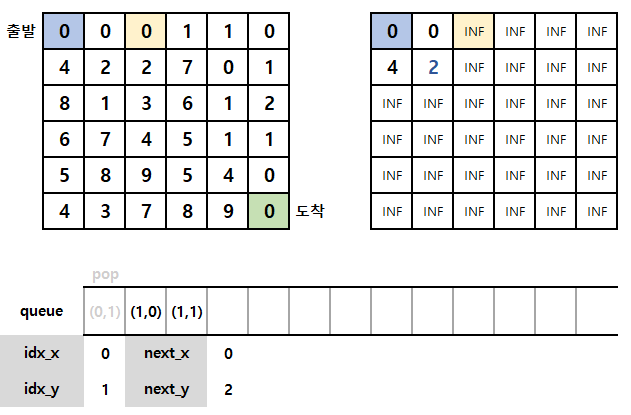 출발 0 0 0 1 1 0 0 0 INF INF INF INF
4 2 2 7 0 1 4 2 INF INF INF INF
8 1 3 6 1 2 INF INF INF INF INF INF
6 7 4 5 1 1 INF INF INF INF INF INF
5 8 9 5 4 0 INF INF INF INF INF INF
4 3 7 8 9 0 도착 INF INF INF INF INF INF
pop
queue (0,1) (1,0) (1,1)
idx_x 0 next_x 0
idx_y 1 next_y 2